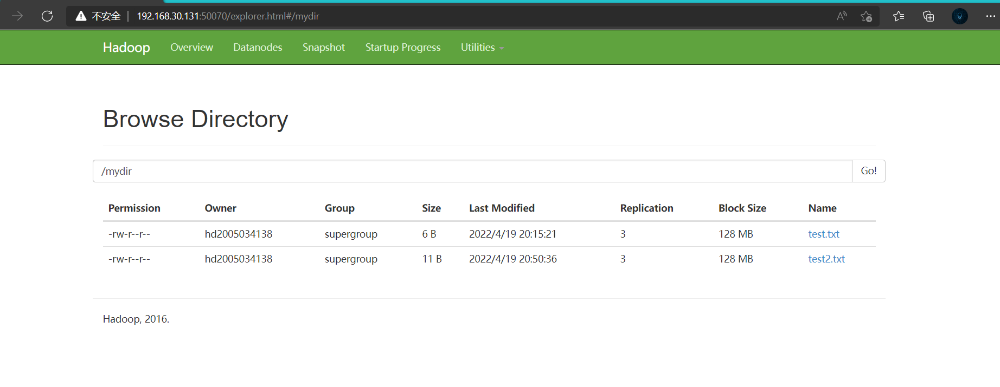 不安全 | 192.168.30.131:50070/explorer.html#/mydir
Hadoop Overview Datanodes Snapshot Startup Progress Utilities
Browse Directory
/mydir Go!
Permission Owner Group Size Last Modified Replication Block Size Name
-rw-r--r-- hd2005034138 supergroup 6 B 2022/4/19 20:15:21 3 128 MB test.txt
-rw-r--r-- hd2005034138 supergroup 11 B 2022/4/19 20:50:36 3 128 MB test2.txt
Hadoop, 2016.